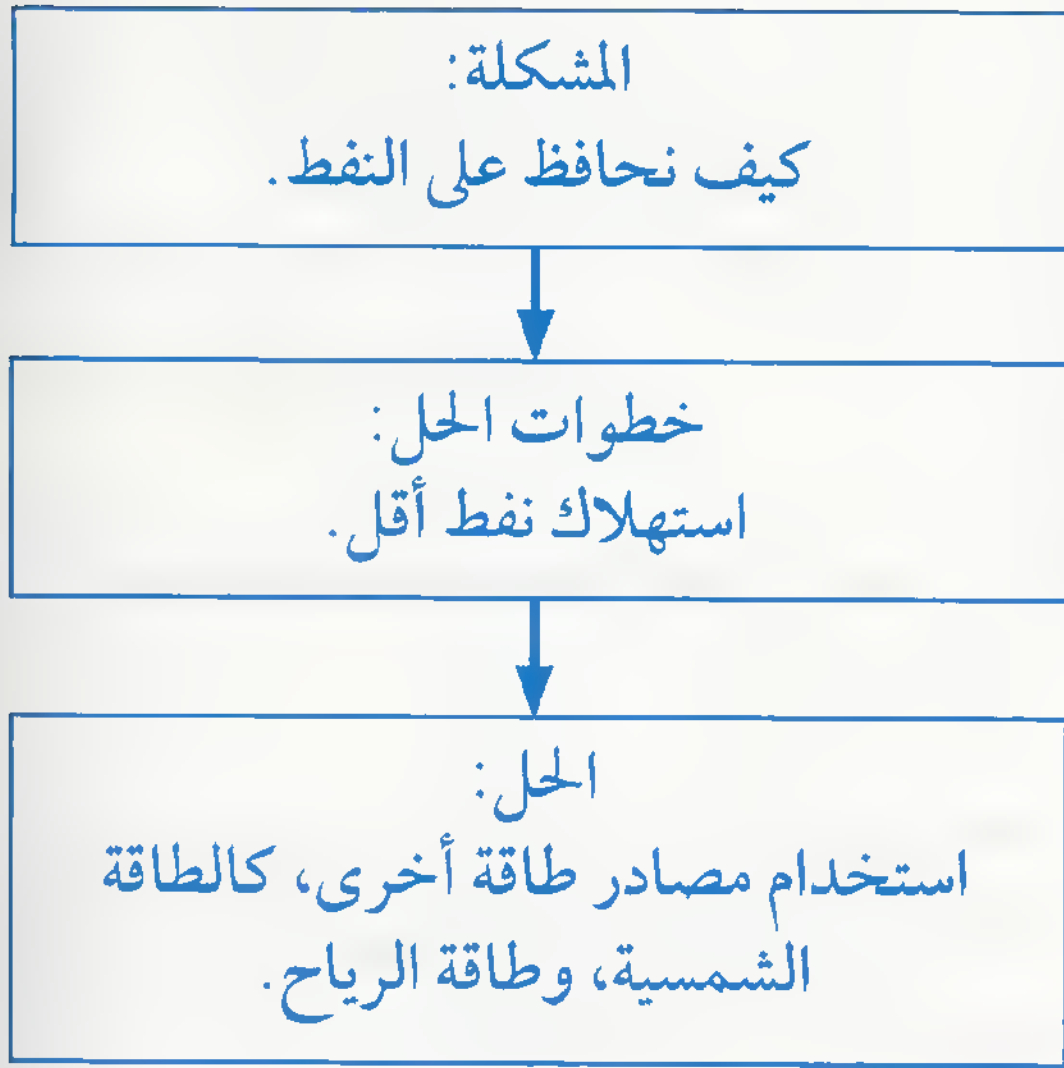 المشكلة:
كيف نحافظ على النفط.
خطوات الحل:
استهلاك نفط أقل.
الحل:
استخدام مصادر طاقة أخرى، كالطاقة
الشمسية، وطاقة الرياح.